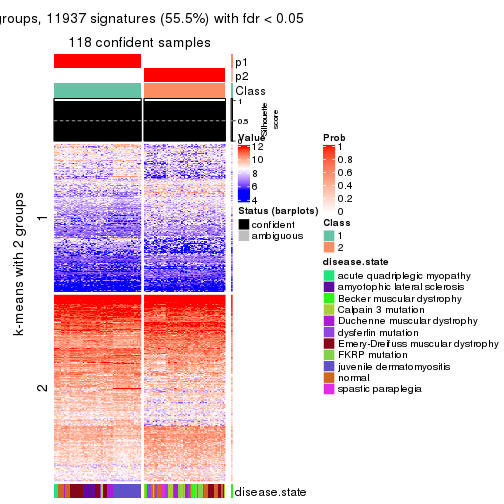 groups, 11937 signatures (55.5%) with fdr < 0.05
118 confident samples
p1
p2
Class
1
0.5
0
Silhouette
score
k-means with 2 groups
1
2
disease.state
Value
12
10
8
6
4
Status (barplots)
confident
ambiguous
Prob
1
0.8
0.6
0.4
0.2
0
Class
1
2
disease.state
acute quadriplegic myopathy
amyotophic lateral sclerosis
Becker muscular dystrophy
Calpain 3 mutation
Duchenne muscular dystrophy
dysferlin mutation
Emery-Dreifuss muscular dystrophy
FKRP mutation
juvenile dermatomyositis
normal
spastic paraplegia